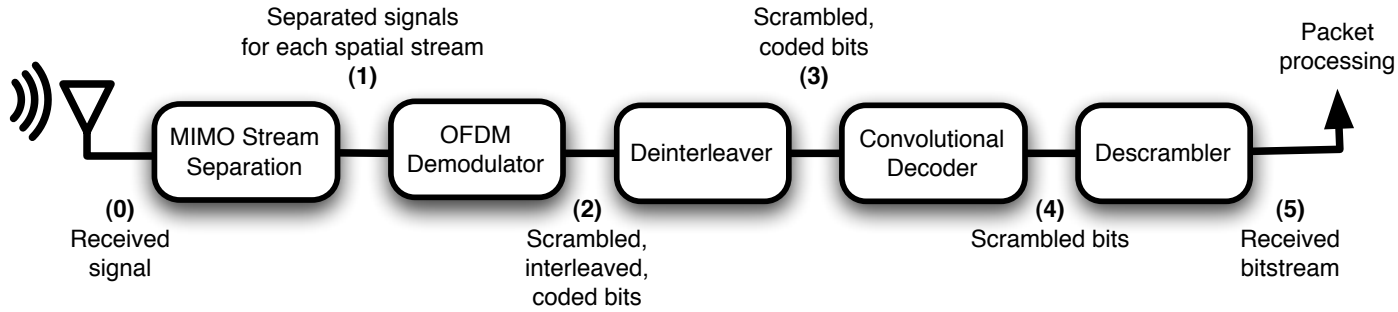 Separated signals
for each spatial stream
(1)
Scrambled,
coded bits
(3)
Packet
processing
MIMO Stream
Separation
OFDM
Demodulator
Deinterleaver
Convolutional
Decoder
Descrambler
(0)
Received
signal
(2)
Scrambled,
interleaved,
coded bits
(4)
Scrambled bits
(5)
Received
bitstream